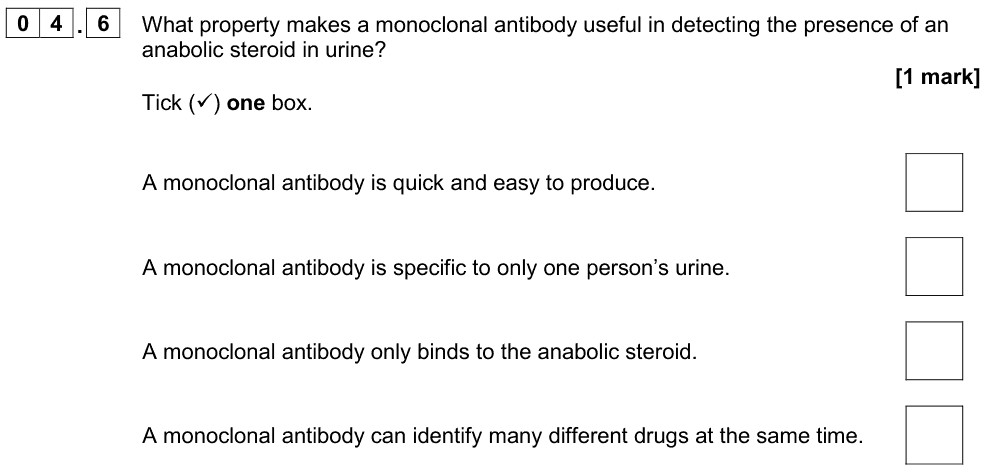 04.6 What property makes a monoclonal antibody useful in detecting the presence of an
anabolic steroid in urine?
[1 mark]
Tick (✓) one box.
A monoclonal antibody is quick and easy to produce.
A monoclonal antibody is specific to only one person’s urine.
A monoclonal antibody only binds to the anabolic steroid.
A monoclonal antibody can identify many different drugs at the same time.